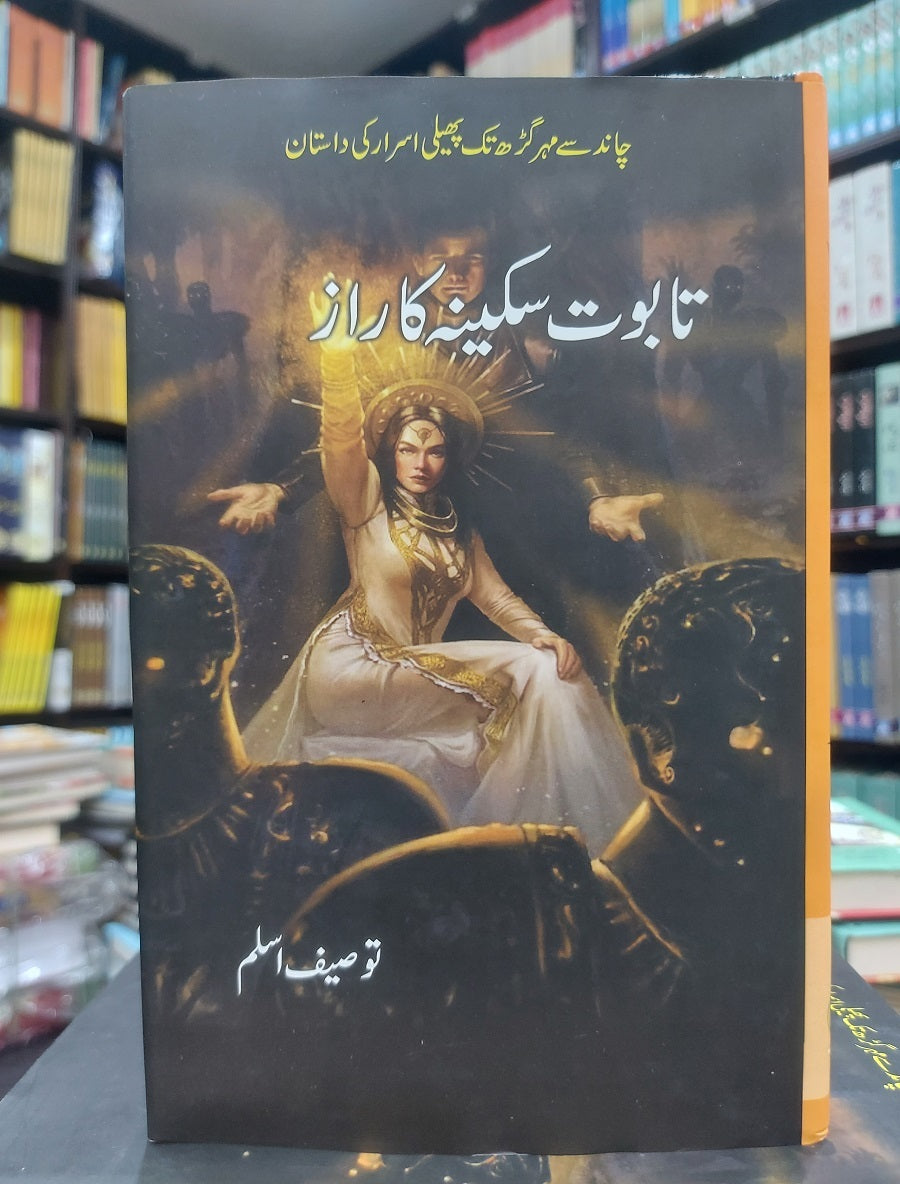 چاند سے مہر گڑھ تک پھیلی اسرار کی داستان
تابوت سکینہ کا راز
توصیف اسلم